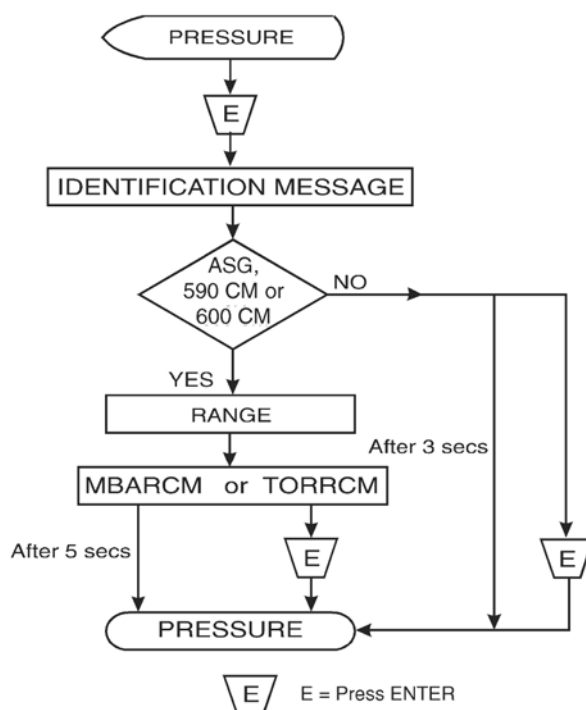 PRESSURE
E
IDENTIFICATION MESSAGE
ASG,
590 CM or
600 CM
NO
YES
RANGE
After 3 secs
MBARCM or TORRCM
After 5 secs
E
E
PRESSURE
E
E = Press ENTER